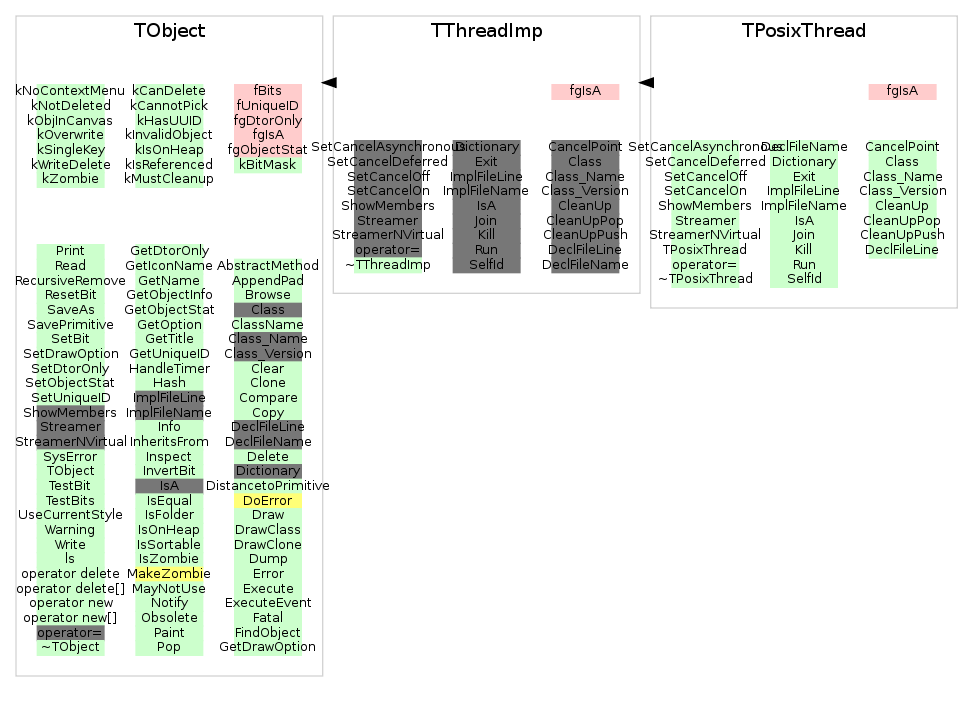 TObject
TThreadImp
TPosixThread
kNoContextMenu kCanDelete fBits
kNotDeleted kCannotPick fUniqueID
kObjInCanvas kHasUUID fgDtorOnly
kOverwrite kInvalidObject fgIsA
kSingleKey kIsOnHeap fgObjectStat
kWriteDelete kIsReferenced kBitMask
kZombie kMustCleanup
Print GetDtorOnly
Read GetIconName AbstractMethod
RecursiveRemove GetName AppendPad
ResetBit GetObjectInfo Browse
SaveAs GetObjectStat Class
SavePrimitive GetOption ClassName
SetBit GetTitle Class_Name
SetDrawOption GetUniqueID Class_Version
SetDtorOnly HandleTimer Clear
SetObjectStat Hash Clone
SetUniqueID ImplFileLine Compare
ShowMembers ImplFileName Copy
Streamer Info DeclFileLine
StreamerNVirtual InheritsFrom DeclFileName
SysError Inspect Delete
TObject InvertBit Dictionary
TestBit IsA DistancetoPrimitive
TestBits IsEqual DoError
UseCurrentStyle IsFolder Draw
Warning IsOnHeap DrawClass
Write IsSortable DrawClone
ls IsZombie Dump
operator delete MakeZombie Error
operator delete[] MayNotUse Execute
operator new Notify ExecuteEvent
operator new[] Obsolete Fatal
operator= Paint FindObject
~TObject Pop GetDrawOption
fgIsA
SetCancelAsynchronous Dictionary CancelPoint
SetCancelDeferred Exit Class
SetCancelOff ImplFileLine Class_Name
SetCancelOn ImplFileName Class_Version
ShowMembers IsA CleanUp
Streamer Join CleanUpPop
StreamerNVirtual Kill CleanUpPush
operator= Run DeclFileLine
~TThreadImp SelfId DeclFileName
fgIsA
SetCancelAsynchronous DeclFileName CancelPoint
SetCancelDeferred Dictionary Class
SetCancelOff Exit Class_Name
SetCancelOn ImplFileLine Class_Version
ShowMembers ImplFileName CleanUp
Streamer IsA CleanUpPop
StreamerNVirtual Join CleanUpPush
TPosixThread Kill DeclFileLine
operator= Run
~TPosixThread SelfId